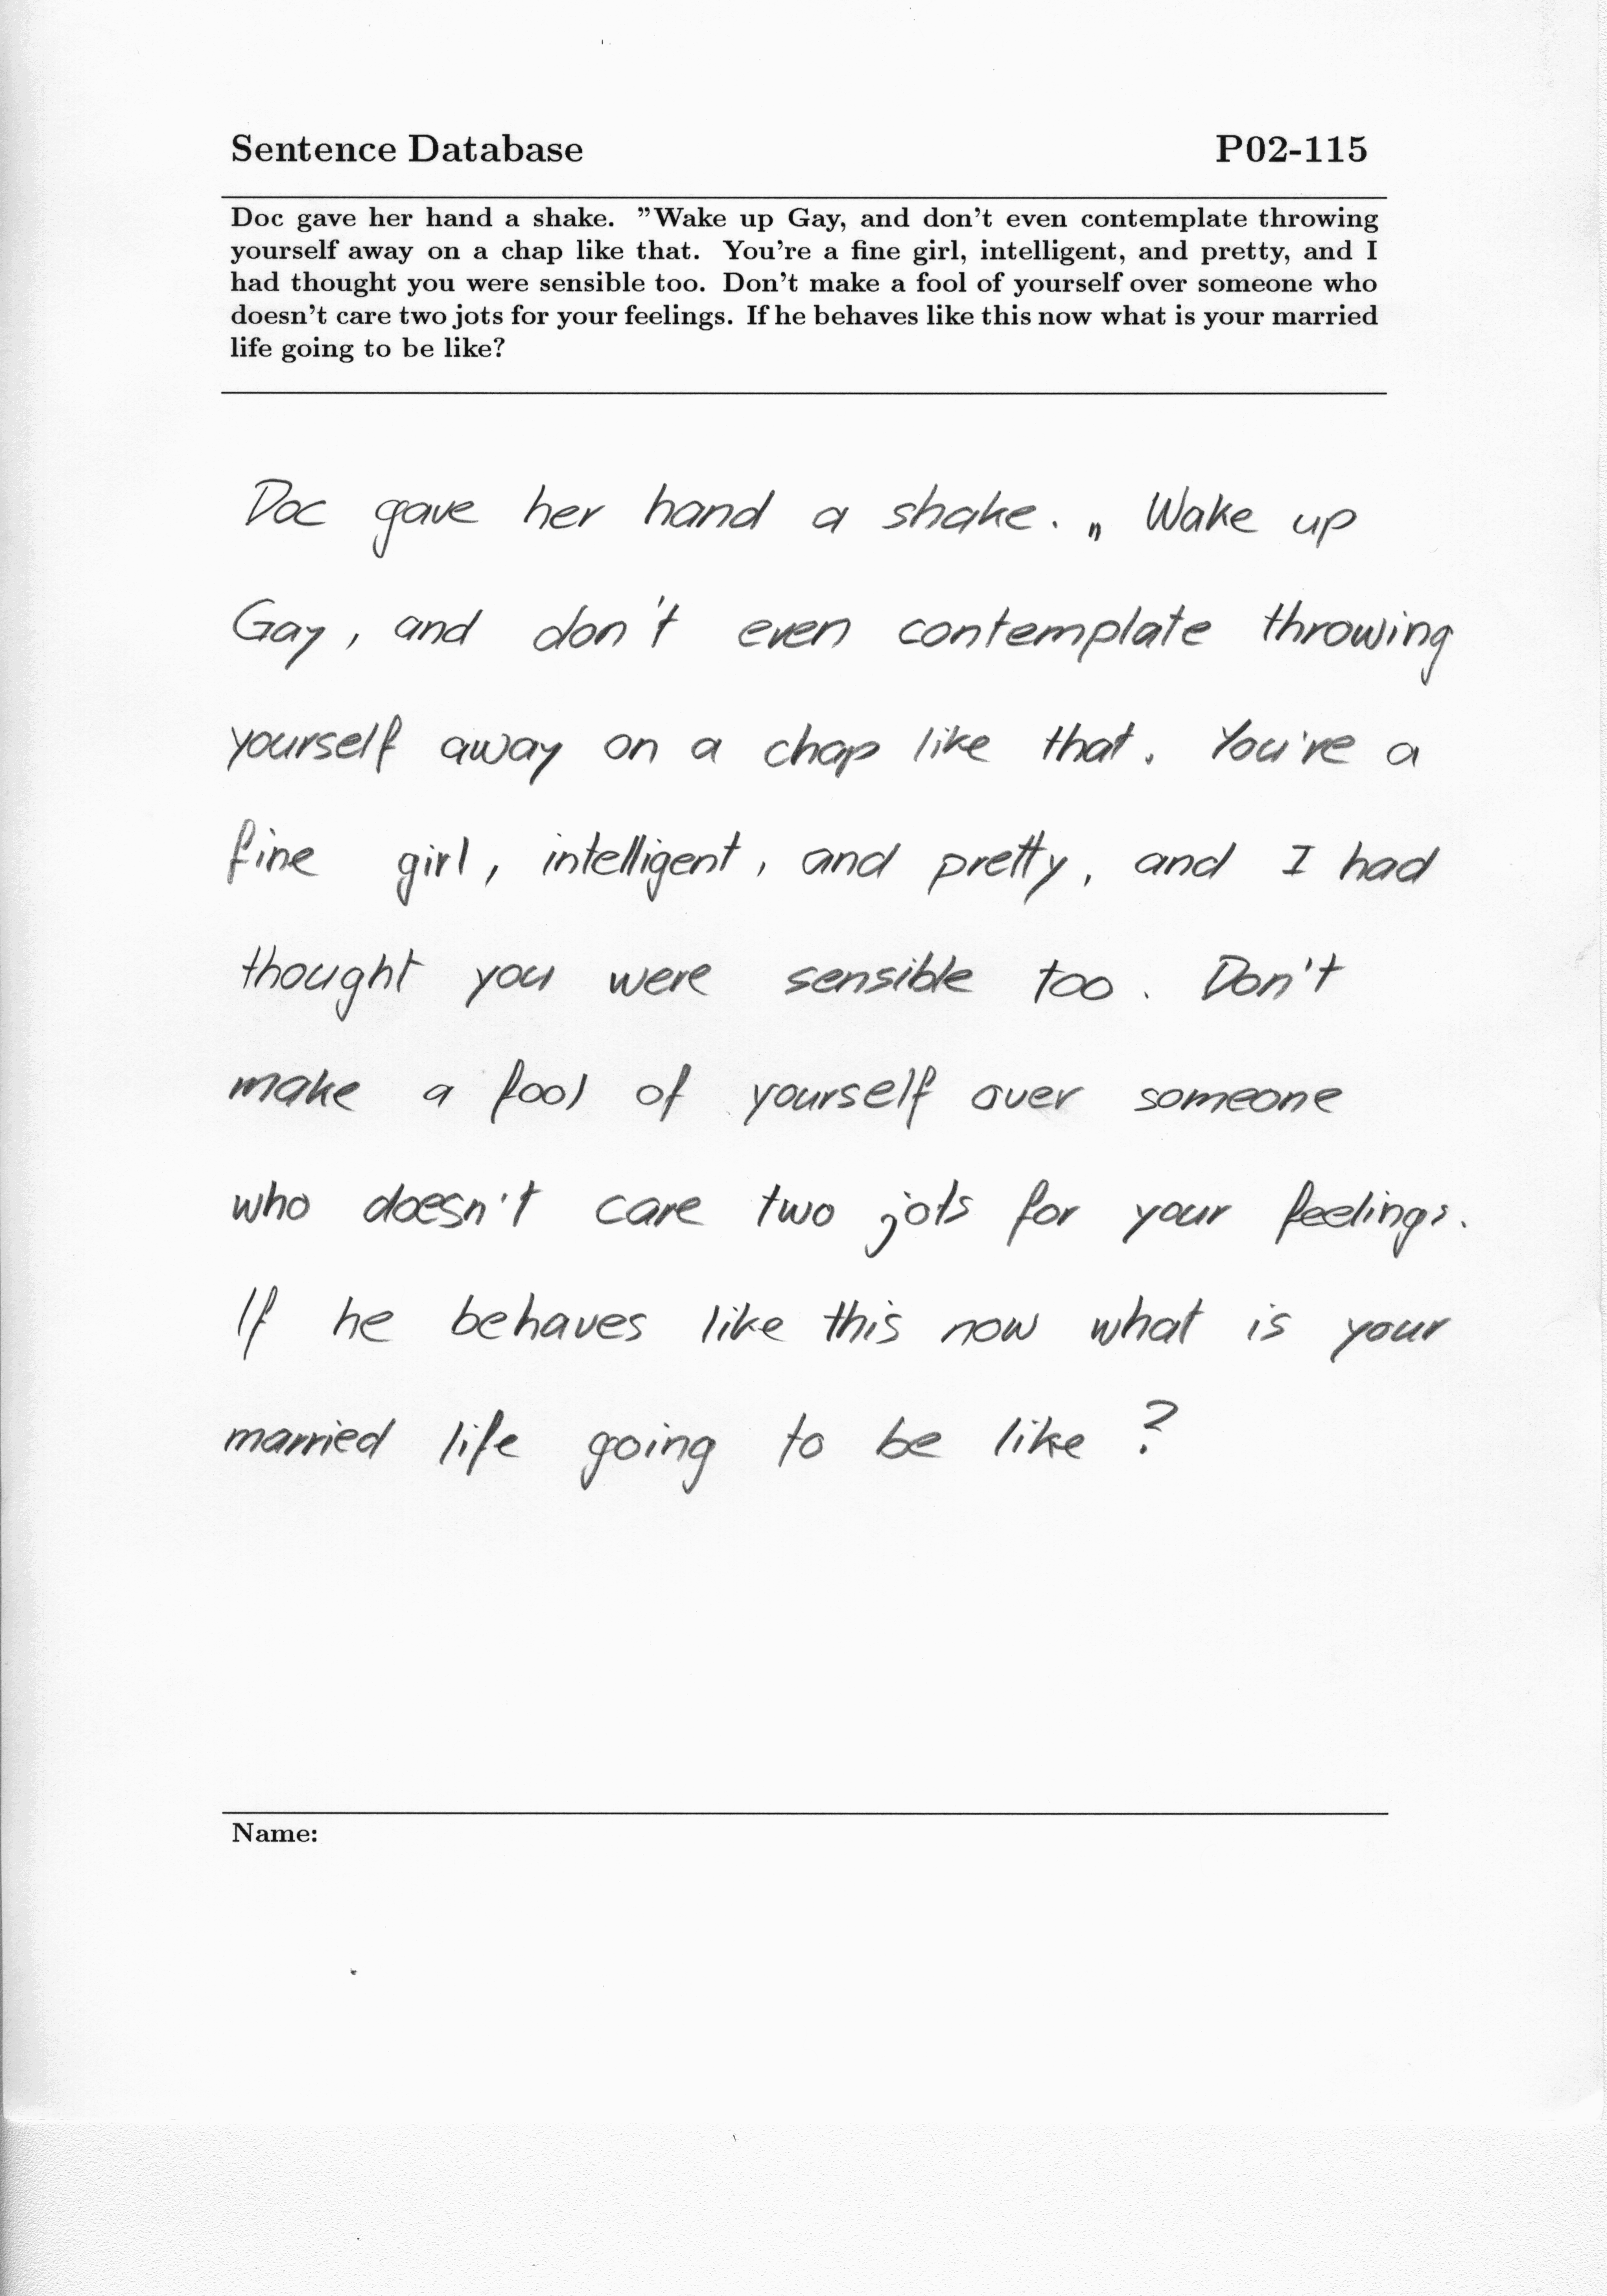 Sentence Database P02-115
Doc gave her hand a shake. ”Wake up Gay, and don’t even contemplate throwing
yourself away on a chap like that. You’re a fine girl, intelligent, and pretty, and I
had thought you were sensible too. Don’t make a fool of yourself over someone who
doesn’t care two jots for your feelings. If he behaves like this now what is your married
life going to be like?
Doc gave her hand a shake. „ Wake up
Gay, and don't even contemplate throwing
yourself away on a chap like that. You're a
fine girl, intelligent, and pretty, and I had
thought you were sensible too. Don't
make a fool of yourself over someone
who doesn't care two jots for your feelings.
If he behaves like this now what is your
married life going to be like ?
Name: